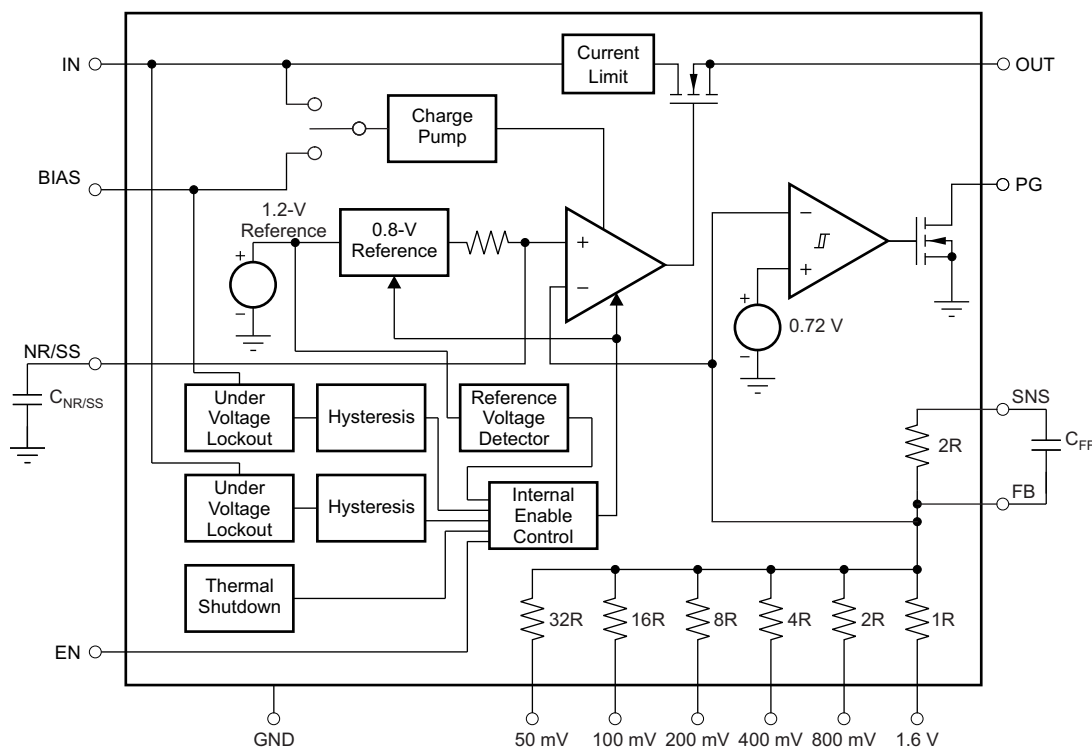 IN
Current
Limit
OUT
Charge
Pump
BIAS
PG
1.2-V
Reference
0.8-V
Reference
+
−
+
−
−
+
+
−
0.72 V
NR/SS
CNR/SS
Under
Voltage
Lockout
Hysteresis
Reference
Voltage
Detector
SNS
2R
CFF
FB
Under
Voltage
Lockout
Hysteresis
Internal
Enable
Control
Thermal
Shutdown
32R
16R
8R
4R
2R
1R
EN
GND
50 mV
100 mV
200 mV
400 mV
800 mV
1.6 V